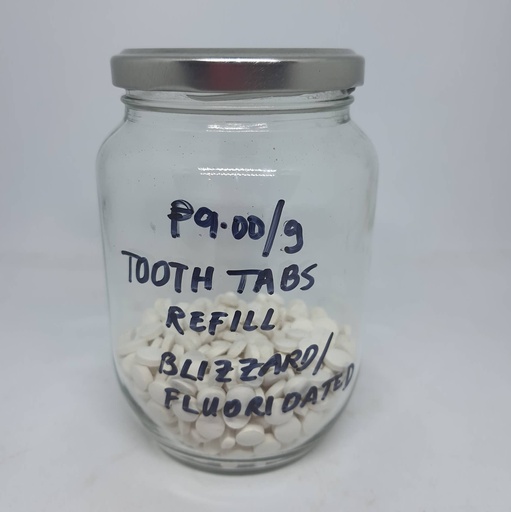 ₱9.00/g
TOOTH TABS
REFILL
BLIZZARD/
FLUORIDATED